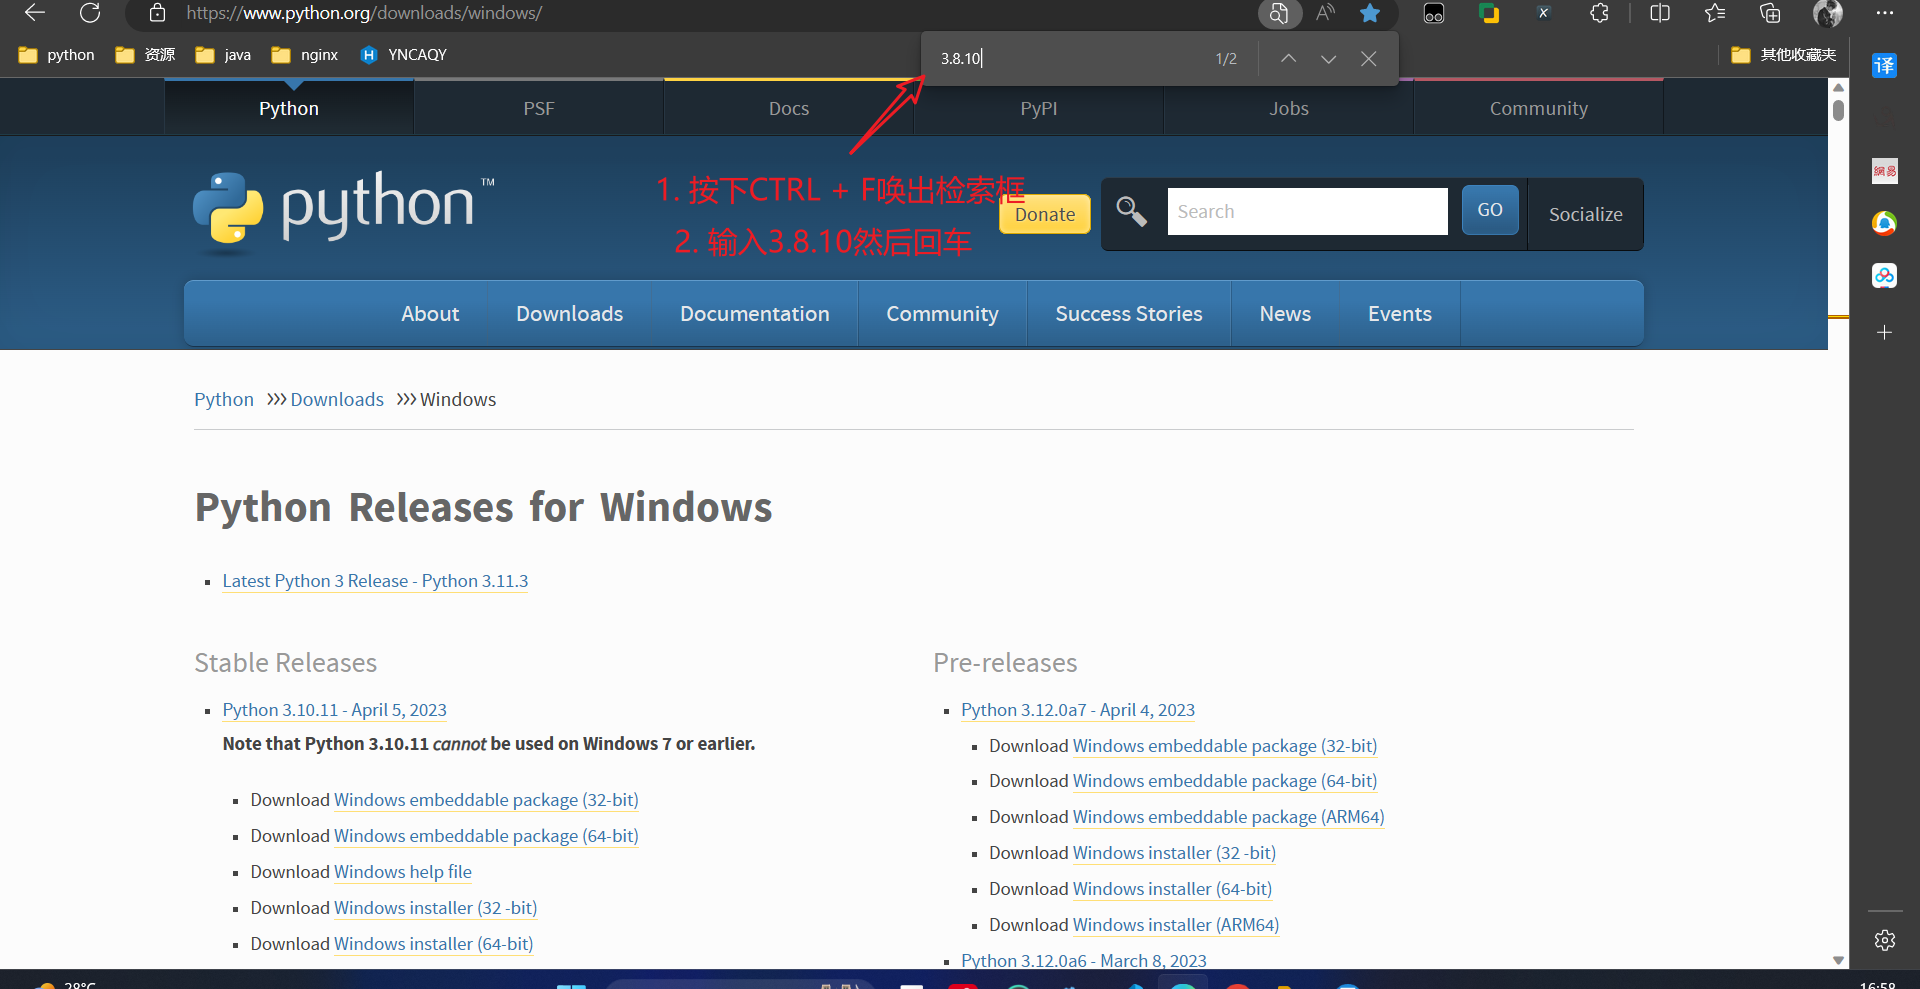 https://www.python.org/downloads/windows/
python
资源
java
nginx
YNCAQY
3.8.10
1/2
其他收藏夹
译
Python
PSF
Docs
PyPI
Jobs
Community
網易
python™
1. 按下CTRL + F唤出检索框
2. 输入3.8.10然后回车
Donate
Search
GO
Socialize
About
Downloads
Documentation
Community
Success Stories
News
Events
Python >>> Downloads >>> Windows
Python Releases for Windows
Latest Python 3 Release - Python 3.11.3
Stable Releases
Python 3.10.11 - April 5, 2023
Note that Python 3.10.11 cannot be used on Windows 7 or earlier.
Download Windows embeddable package (32-bit)
Download Windows embeddable package (64-bit)
Download Windows help file
Download Windows installer (32 -bit)
Download Windows installer (64-bit)
Pre-releases
Python 3.12.0a7 - April 4, 2023
Download Windows embeddable package (32-bit)
Download Windows embeddable package (64-bit)
Download Windows embeddable package (ARM64)
Download Windows installer (32 -bit)
Download Windows installer (64-bit)
Download Windows installer (ARM64)
Python 3.12.0a6 - March 8, 2023
28°C
16:58